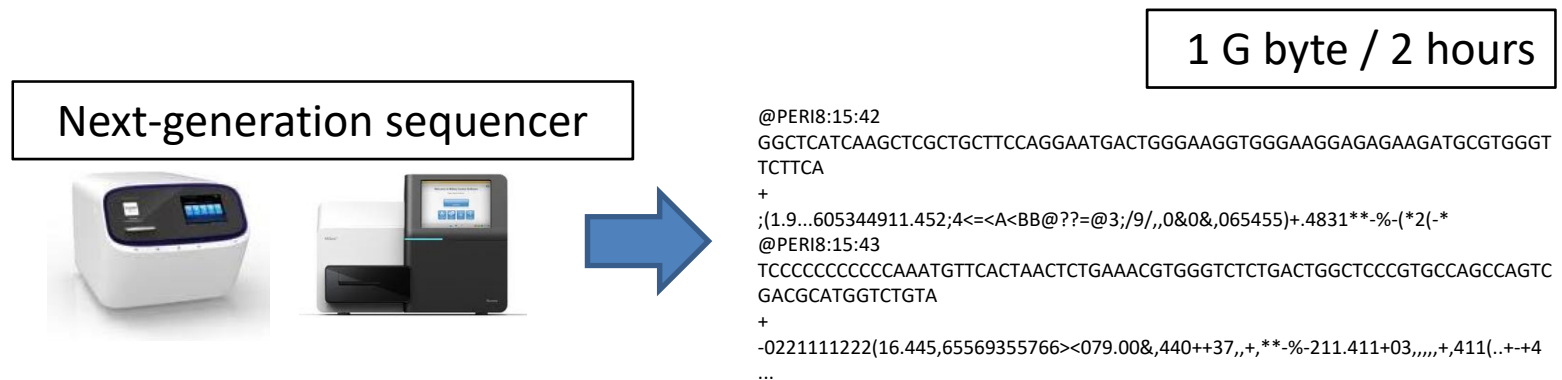 1 G byte / 2 hours
Next-generation sequencer
@PERI8:15:42
GGCTCATCAAGCTCGCTGCTTCCAGGAATGACTGGGAAGGTGGGAAGGAGAGAAGATGCGTGGGT
TCTTCA
+
;(1.9...605344911.452;4<=<A<BB@??=@3;/9/,,0&0&,065455)+.4831**-%-(*2(-*
@PERI8:15:43
TCCCCCCCCCCCAAATGTTCACTAACTCTGAAACGTGGGTCTCTGACTGGCTCCCGTGCCAGCCAGTC
GACGCATGGTCTGTA
+
-0221111222(16.445,65569355766><079.00&,440++37,,+,**-%-211.411+03,,,,,+,411(..+-+4
...